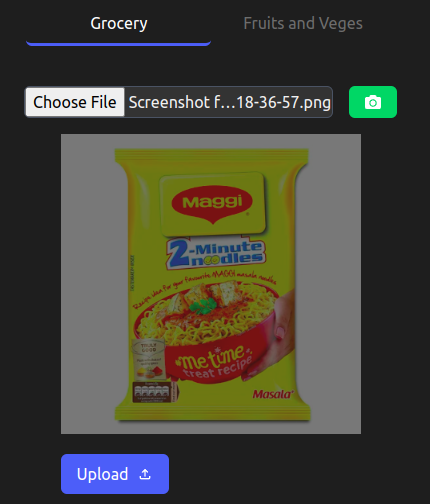 Grocery
Fruits and Veges
Choose File
Screenshot f…18-36-57.png
Maggi
2-Minute
noodles
Recipe idea for your favourite MAGGI masala noodles
Me time
treat recipe
Masala
Upload